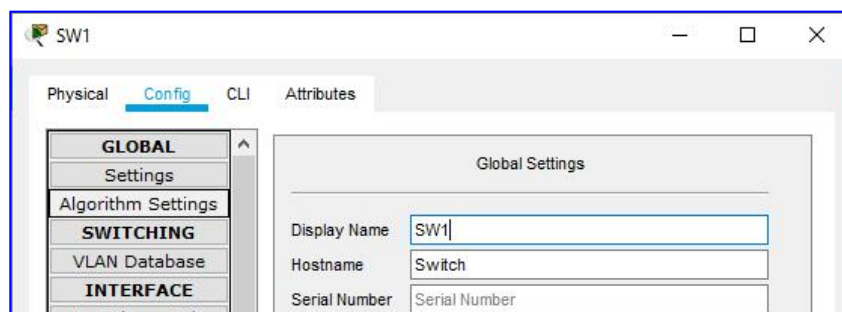 SW1
Physical Config CLI Attributes
GLOBAL
Settings
Algorithm Settings
SWITCHING
VLAN Database
INTERFACE
Global Settings
Display Name SW1
Hostname Switch
Serial Number Serial Number